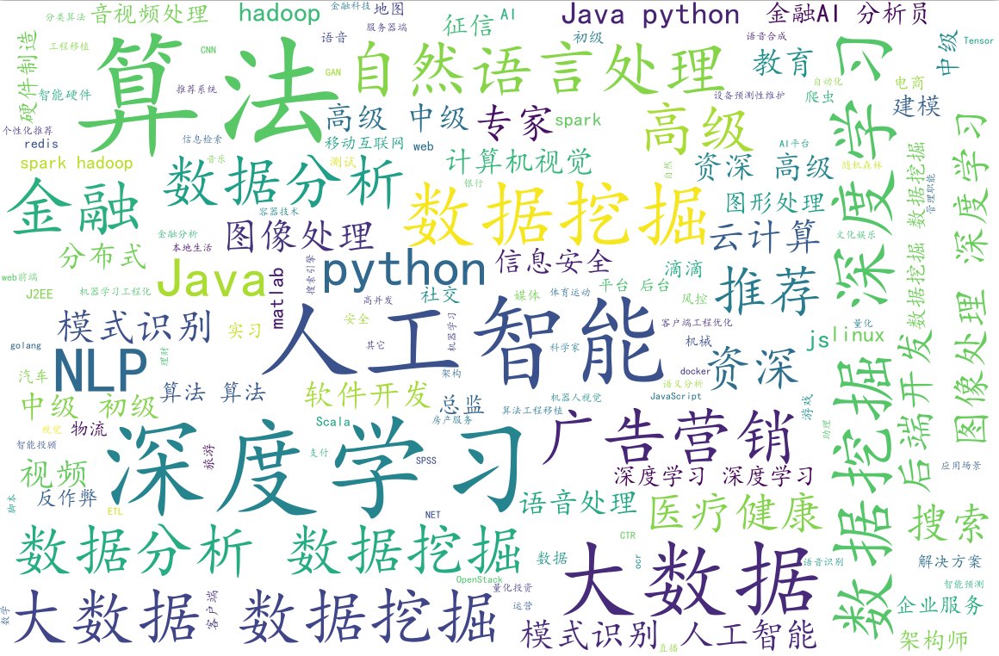 分类算法
音视频处理
hadoop
金融科技
地图
征信
AI
Java python
金融AI 分析员
服务器端
语音
初级
语音合成
硬件制造
工程移植
CNN
GAN
算法
自然语言处理
教育
学习
中级
Tensor
智能硬件
推荐系统
自动化
电商
设备预测性维护
爬虫
建模
高级 中级
专家
spark
高级
个性化推荐
redis
信息检索
移动互联网
web
AI平台
spark hadoop
音乐
测试
计算机视觉
自然
资深 高级
随机森林
管理职能
数据挖掘
深度学习
金融
数据分析
银行
数据挖掘
图形处理
容器技术
金融分析
图像处理
本地生活
云计算
文化娱乐
深度
分布式
web前端
J2EE
机器学习工程化
Java
matlab
搜索引擎
python
信息安全
滴滴
平台 后台
推荐
数据挖掘
图像处理
高并发
社交
媒体
体育运动
风控
模式识别
实习
安全
机器学习
人工智能
客户端工程优化
量化
golang
理财
其它
科学家
机械
js
linux
汽车
NLP
架构
docker
资深
后端开发
中级 初级
算法 算法
软件开发
总监
机器人视觉
语义分析
JavaScript
游戏
数据挖掘
视觉
物流
Scala
房产服务
算法工程移植
助理
智能投顾
深度学习
广告营销
旅游
支付
SPSS
视频
深度学习 深度学习
应用场景
反作弊
脚本
ETL
NET
语音处理
医疗健康
搜索
数据分析 数据挖掘
数据
CTR
ocr
大数据
语音识别
解决方案
OpenStack
量化投资
智能预测
数学
大数据
客户端
数据挖掘
运营
企业服务
模式识别
人工智能
直播
架构师